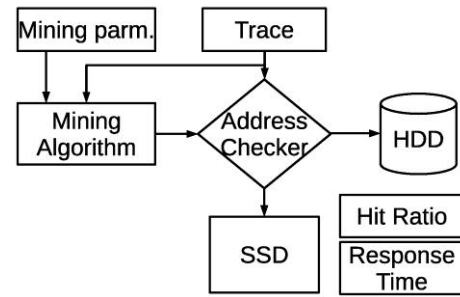 Mining parm.
Trace
Mining
Algorithm
Address
Checker
HDD
SSD
Hit Ratio
Response
Time